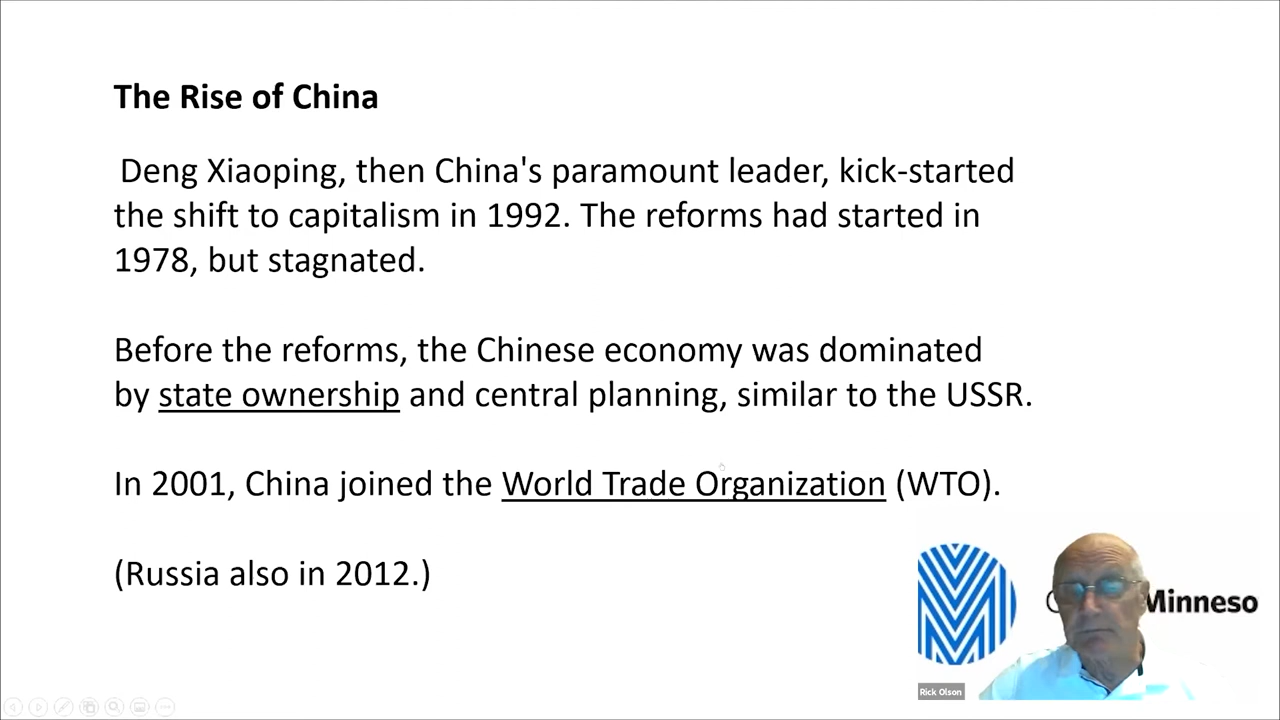 The Rise of China
Deng Xiaoping, then China's paramount leader, kick-started
the shift to capitalism in 1992. The reforms had started in
1978, but stagnated.
Before the reforms, the Chinese economy was dominated
by state ownership and central planning, similar to the USSR.
In 2001, China joined the World Trade Organization (WTO).
(Russia also in 2012.)
Minneso
Rick Olson